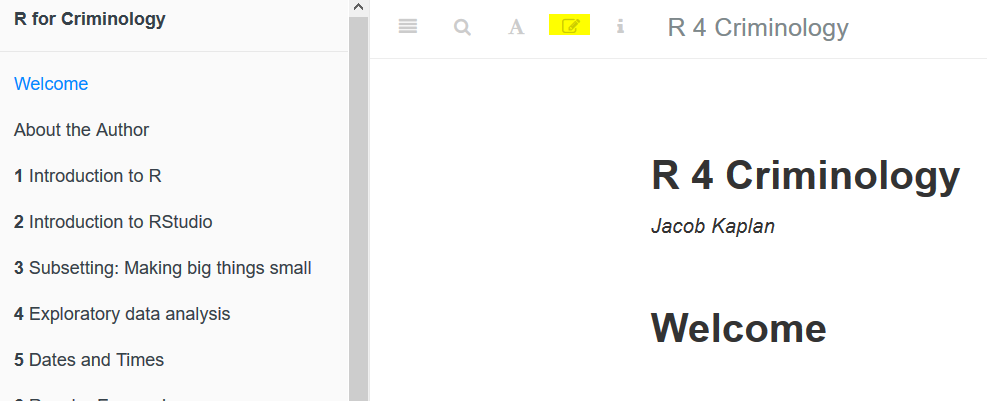 R for Criminology
Welcome
About the Author
1 Introduction to R
2 Introduction to RStudio
3 Subsetting: Making big things small
4 Exploratory data analysis
5 Dates and Times
A
i
R 4 Criminology
R 4 Criminology
Jacob Kaplan
Welcome